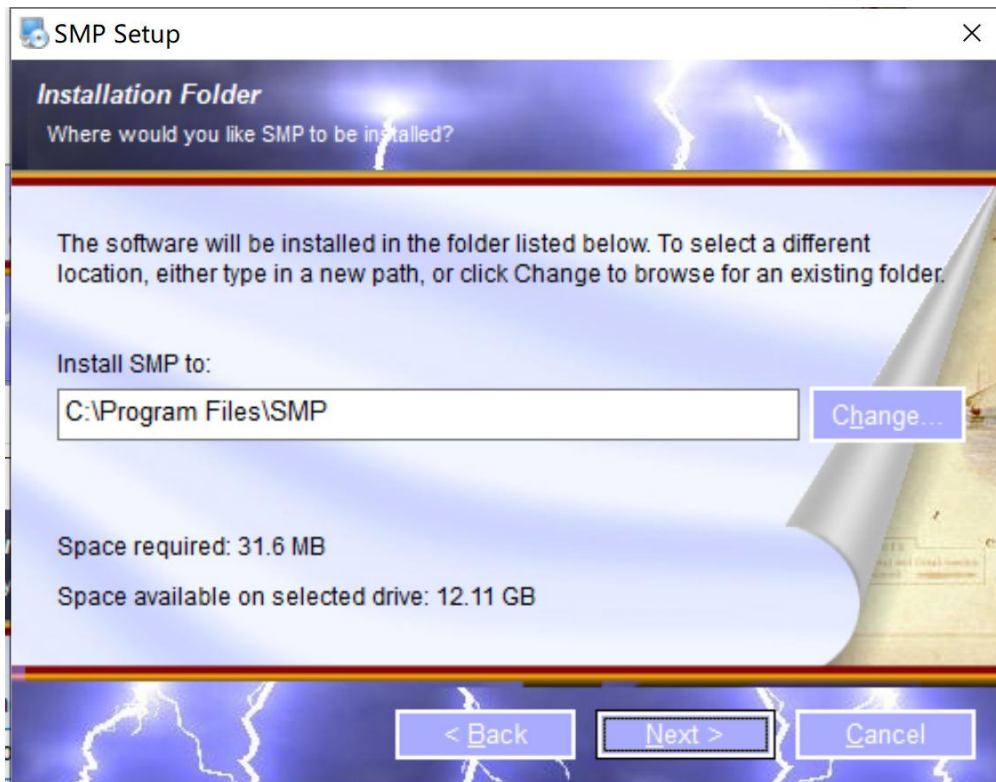 SMP Setup
Installation Folder
Where would you like SMP to be installed?
The software will be installed in the folder listed below. To select a different
location, either type in a new path, or click Change to browse for an existing folder.
Install SMP to:
C:\Program Files\SMP
Change...
Space required: 31.6 MB
Space available on selected drive: 12.11 GB
< Back
Next >
Cancel